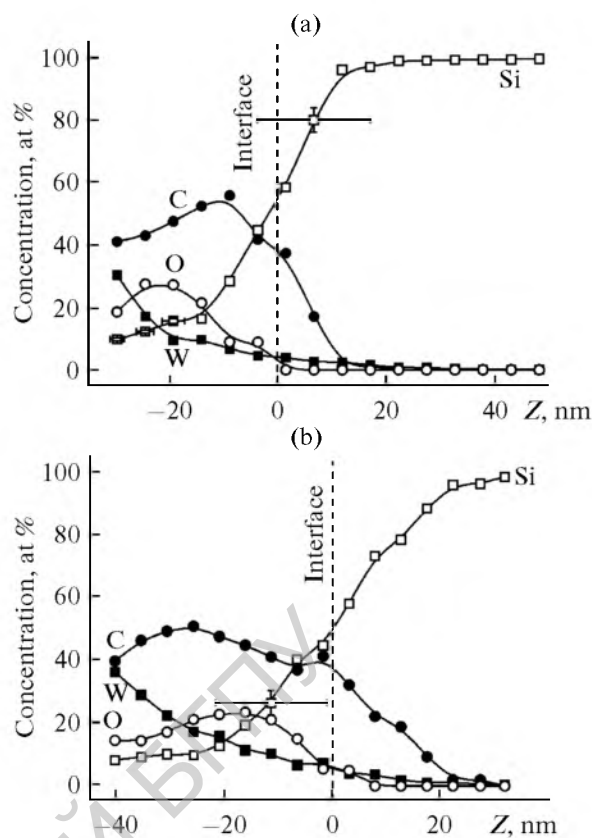 (a)
100
80
60
40
20
0
Concentration, at %
Interface
Si
C
O
W
−20
0
20
40
Z, nm
(b)
100
80
60
40
20
0
Concentration, at %
Interface
Si
C
W
O
−40
−20
0
20
Z, nm
БГПУ